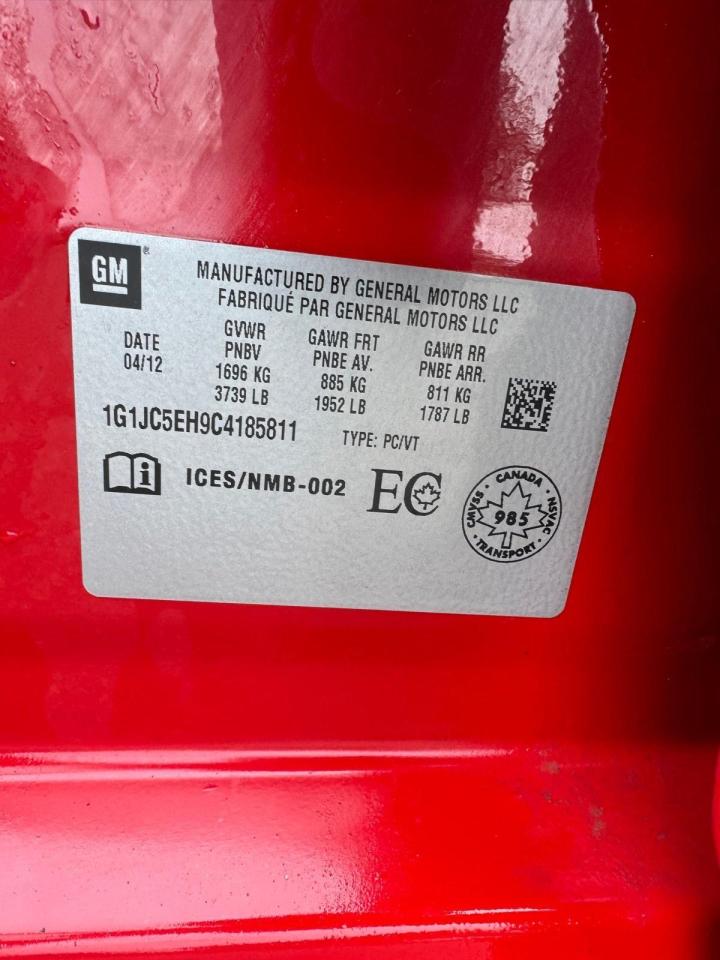 GM®
MANUFACTURED BY GENERAL MOTORS LLC
FABRIQUÉ PAR GENERAL MOTORS LLC
DATE
04/12
GVWR
PNBV
1696 KG
3739 LB
GAWR FRT
PNBE AV.
885 KG
1952 LB
GAWR RR
PNBE ARR.
811 KG
1787 LB
1G1JC5EH9C4185811
TYPE: PC/VT
i
ICES/NMB-002
EC
CANADA
CMVSS
985
NSVAC
TRANSPORT